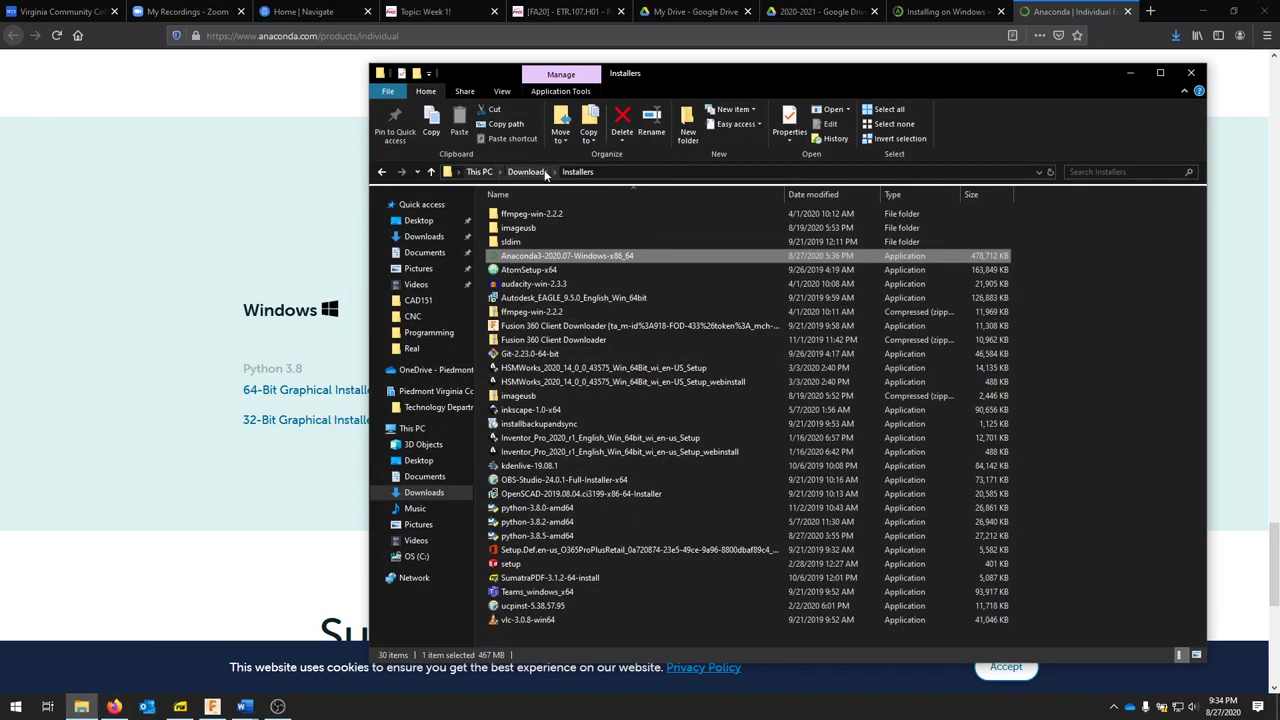 Virginia Community Colle
My Recordings - Zoom
Home | Navigate
Topic: Week 1!
[FA20] - ETR.107.H01 - P
My Drive - Google Drive
2020-2021 - Google Drive
Installing on Windows —
Anaconda | Individual E
https://www.anaconda.com/products/individual
Manage
Installers
File
Home
Share
View
Application Tools
Pin to Quick access
Copy
Paste
Cut
Copy path
Paste shortcut
Clipboard
Move to
Copy to
Delete
Rename
Organize
New folder
New item
Easy access
New
Properties
Open
Edit
History
Open
Select all
Select none
Invert selection
Select
This PC
Downloads
Installers
Search Installers
Name
Date modified
Type
Size
Quick access
Desktop
Downloads
Documents
Pictures
Videos
CAD151
CNC
Programming
Real
OneDrive - Piedmont
Piedmont Virginia Co
Technology Departr
This PC
3D Objects
Desktop
Documents
Downloads
Music
Pictures
Videos
OS (C:)
Network
ffmpeg-win-2.2.2 4/1/2020 10:12 AM File folder
imageusb 8/19/2020 5:53 PM File folder
sldim 9/21/2019 12:11 PM File folder
Anaconda3-2020.07-Windows-x86_64 8/27/2020 5:36 PM Application 478,712 KB
AtomSetup-x64 9/26/2019 4:19 AM Application 163,849 KB
audacity-win-2.3.3 4/1/2020 10:08 AM Application 21,905 KB
Autodesk_EAGLE_9.5.0_English_Win_64bit 9/21/2019 9:59 AM Application 126,883 KB
ffmpeg-win-2.2.2 4/1/2020 10:11 AM Compressed (zipp... 11,969 KB
Fusion 360 Client Downloader {ta_m-id%3A918-FOD-433%26token%3A_mch-... 9/21/2019 9:58 AM Application 11,308 KB
Fusion 360 Client Downloader 11/1/2019 11:42 PM Compressed (zipp... 10,962 KB
Git-2.23.0-64-bit 9/26/2019 4:17 AM Application 46,584 KB
HSMWorks_2020_14_0_0_43575_Win_64Bit_wi_en-US_Setup 3/3/2020 2:40 PM Application 14,135 KB
HSMWorks_2020_14_0_0_43575_Win_64Bit_wi_en-US_Setup_webinstall 3/3/2020 2:40 PM Application 488 KB
imageusb 8/19/2020 5:52 PM Compressed (zipp... 2,446 KB
inkscape-1.0-x64 5/7/2020 1:56 AM Application 90,656 KB
installbackupandsync 9/21/2019 9:53 AM Application 1,125 KB
Inventor_Pro_2020_r1_English_Win_64bit_wi_en-us_Setup 1/16/2020 6:57 PM Application 12,701 KB
Inventor_Pro_2020_r1_English_Win_64bit_wi_en-us_Setup_webinstall 1/16/2020 6:42 PM Application 488 KB
kdenlive-19.08.1 10/6/2019 10:08 PM Application 84,142 KB
OBS-Studio-24.0.1-Full-Installer-x64 9/21/2019 10:16 AM Application 73,171 KB
OpenSCAD-2019.08.04.ci3199-x86-64-Installer 9/21/2019 10:13 AM Application 20,585 KB
python-3.8.0-amd64 11/2/2019 10:43 AM Application 26,861 KB
python-3.8.2-amd64 5/7/2020 11:30 AM Application 26,940 KB
python-3.8.5-amd64 8/27/2020 3:55 PM Application 27,212 KB
Setup.Def.en-us_O365ProPlusRetail_0a720874-23e5-49ce-9a96-8800dbaf89c4_... 9/21/2019 9:32 AM Application 5,582 KB
setup 2/28/2019 12:27 AM Application 401 KB
SumatraPDF-3.1.2-64-install 10/6/2019 12:01 PM Application 5,087 KB
Teams_windows_x64 9/21/2019 9:52 AM Application 93,917 KB
ucpinst-5.38.57.95 2/2/2020 6:01 PM Application 11,718 KB
vlc-3.0.8-win64 9/21/2019 9:52 AM Application 41,046 KB
30 items
1 item selected 467 MB
Windows
Python 3.8
64-Bit Graphical Installe
32-Bit Graphical Installe
Su
This website uses cookies to ensure you get the best experience on our website. Privacy Policy
Accept
9:34 PM
8/27/2020